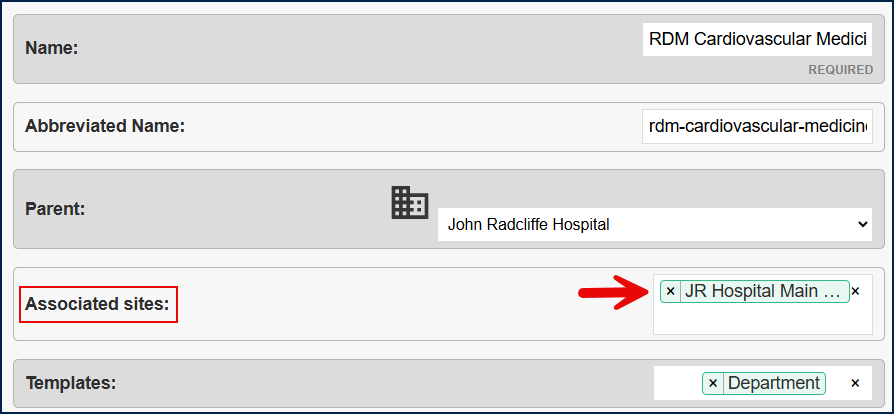 Name:
RDM Cardiovascular Medici
REQUIRED
Abbreviated Name:
rdm-cardiovascular-medicin
Parent:
John Radcliffe Hospital
Associated sites:
× JR Hospital Main ... ×
Templates:
× Department ×